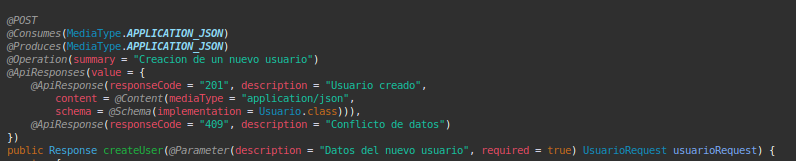 @POST
@Consumes(MediaType.APPLICATION_JSON)
@Produces(MediaType.APPLICATION_JSON)
@Operation(summary = "Creacion de un nuevo usuario")
@ApiResponses(value = {
    @ApiResponse(responseCode = "201", description = "Usuario creado",
        content = @Content(mediaType = "application/json",
        schema = @Schema(implementation = Usuario.class))),
    @ApiResponse(responseCode = "409", description = "Conflicto de datos")
})
public Response createUser(@Parameter(description = "Datos del nuevo usuario", required = true) UsuarioRequest usuarioRequest) {